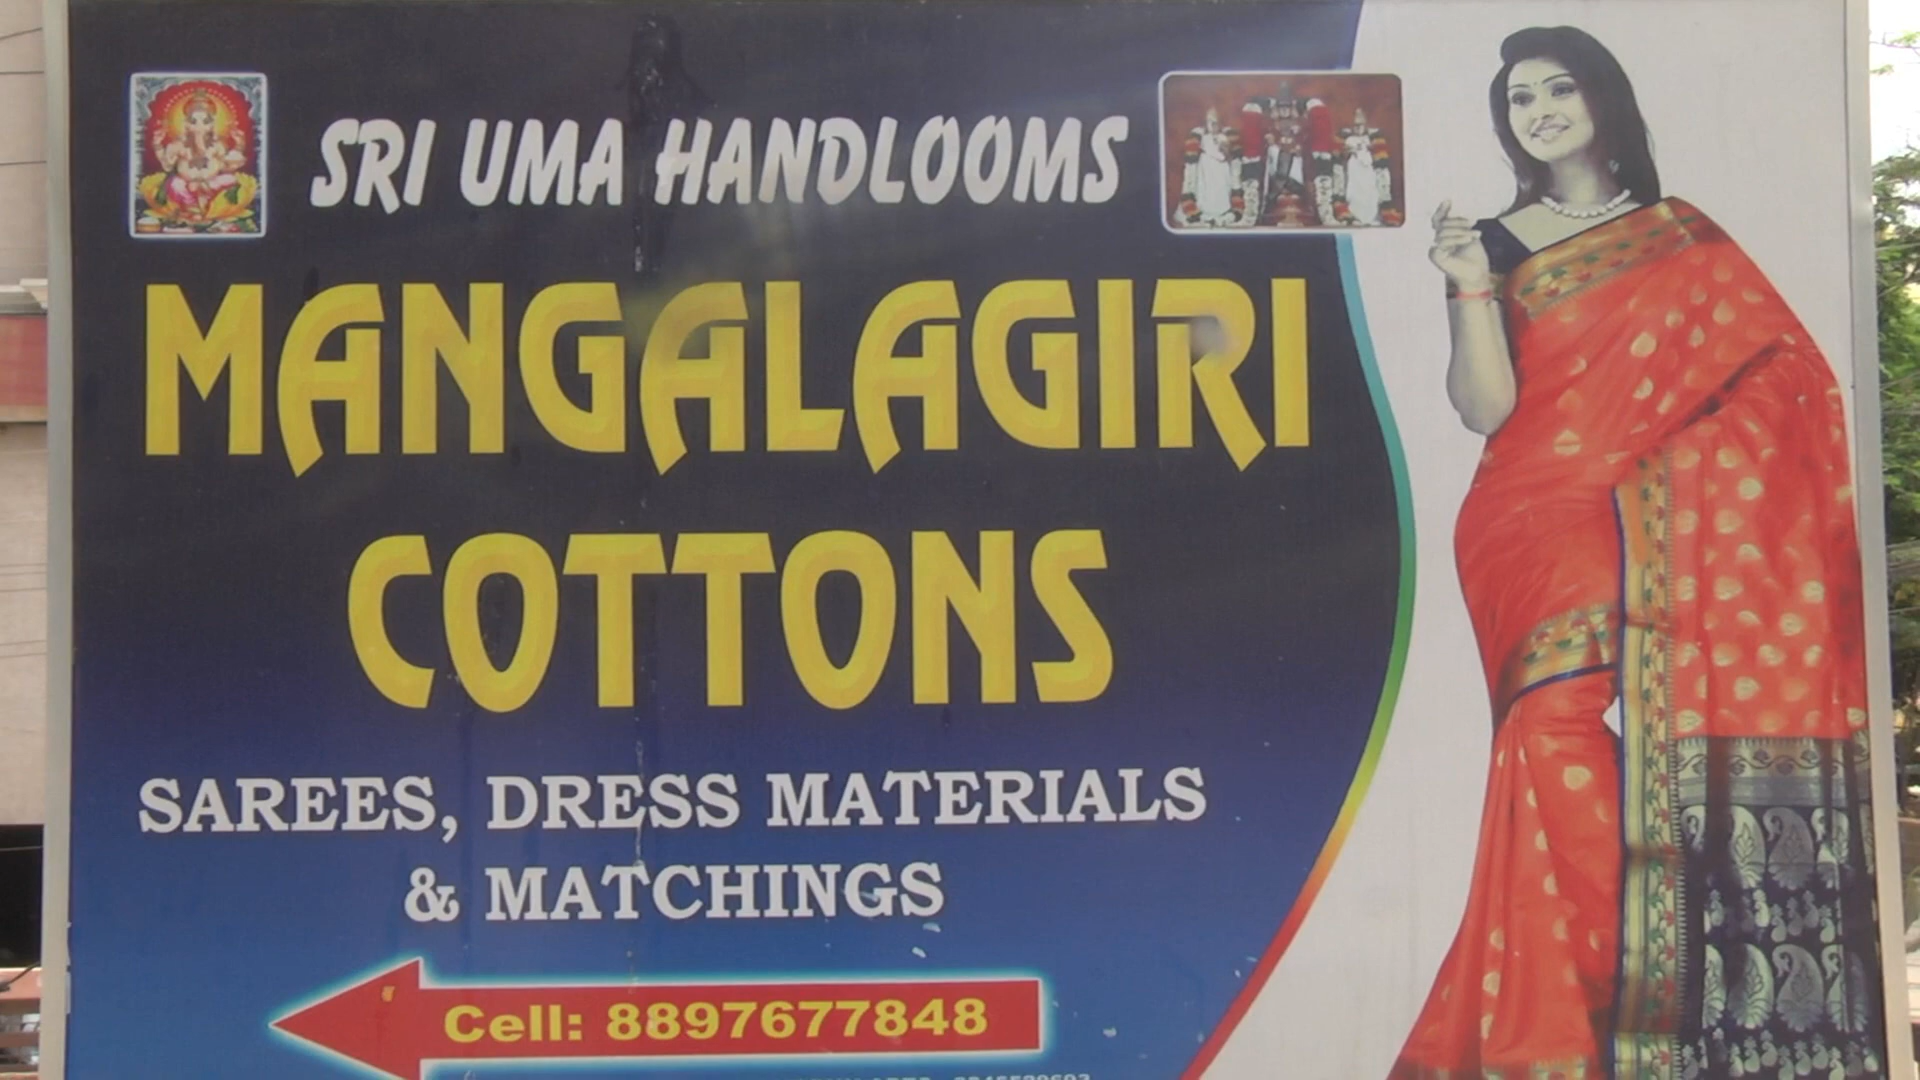 SRI UMA HANDLOOMS
MANGALAGIRI
COTTONS
SAREES, DRESS MATERIALS
& MATCHINGS
Cell: 8897677848